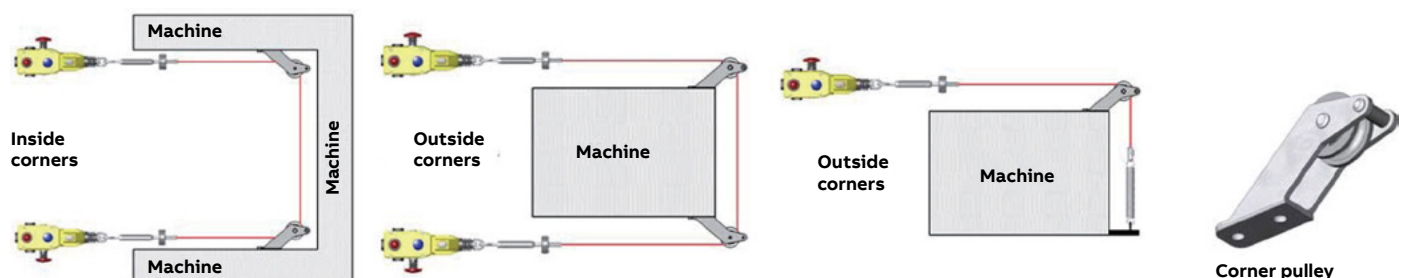 Machine
Machine
Machine
Inside
corners
Outside
corners
Machine
Outside
corners
Machine
Corner pulley